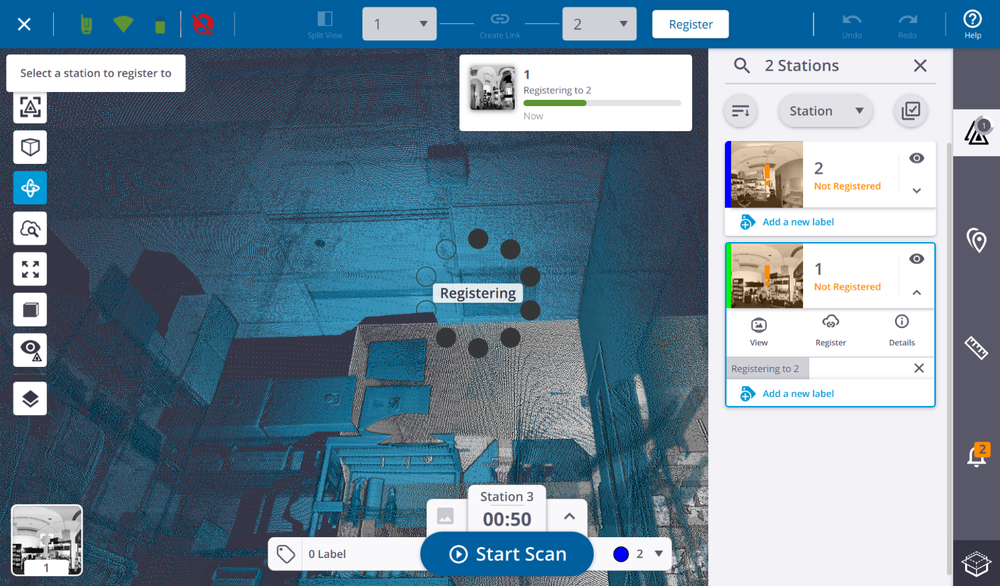 Split View
1
Create Link
2
Register
Undo
Redo
Help
Select a station to register to
1
Registering to 2
Now
2 Stations
Station
1
2
Not Registered
Add a new label
1
Not Registered
View
Register
Details
Registering to 2
Add a new label
Registering
2
Station 3
00:50
0 Label
Start Scan
2
1